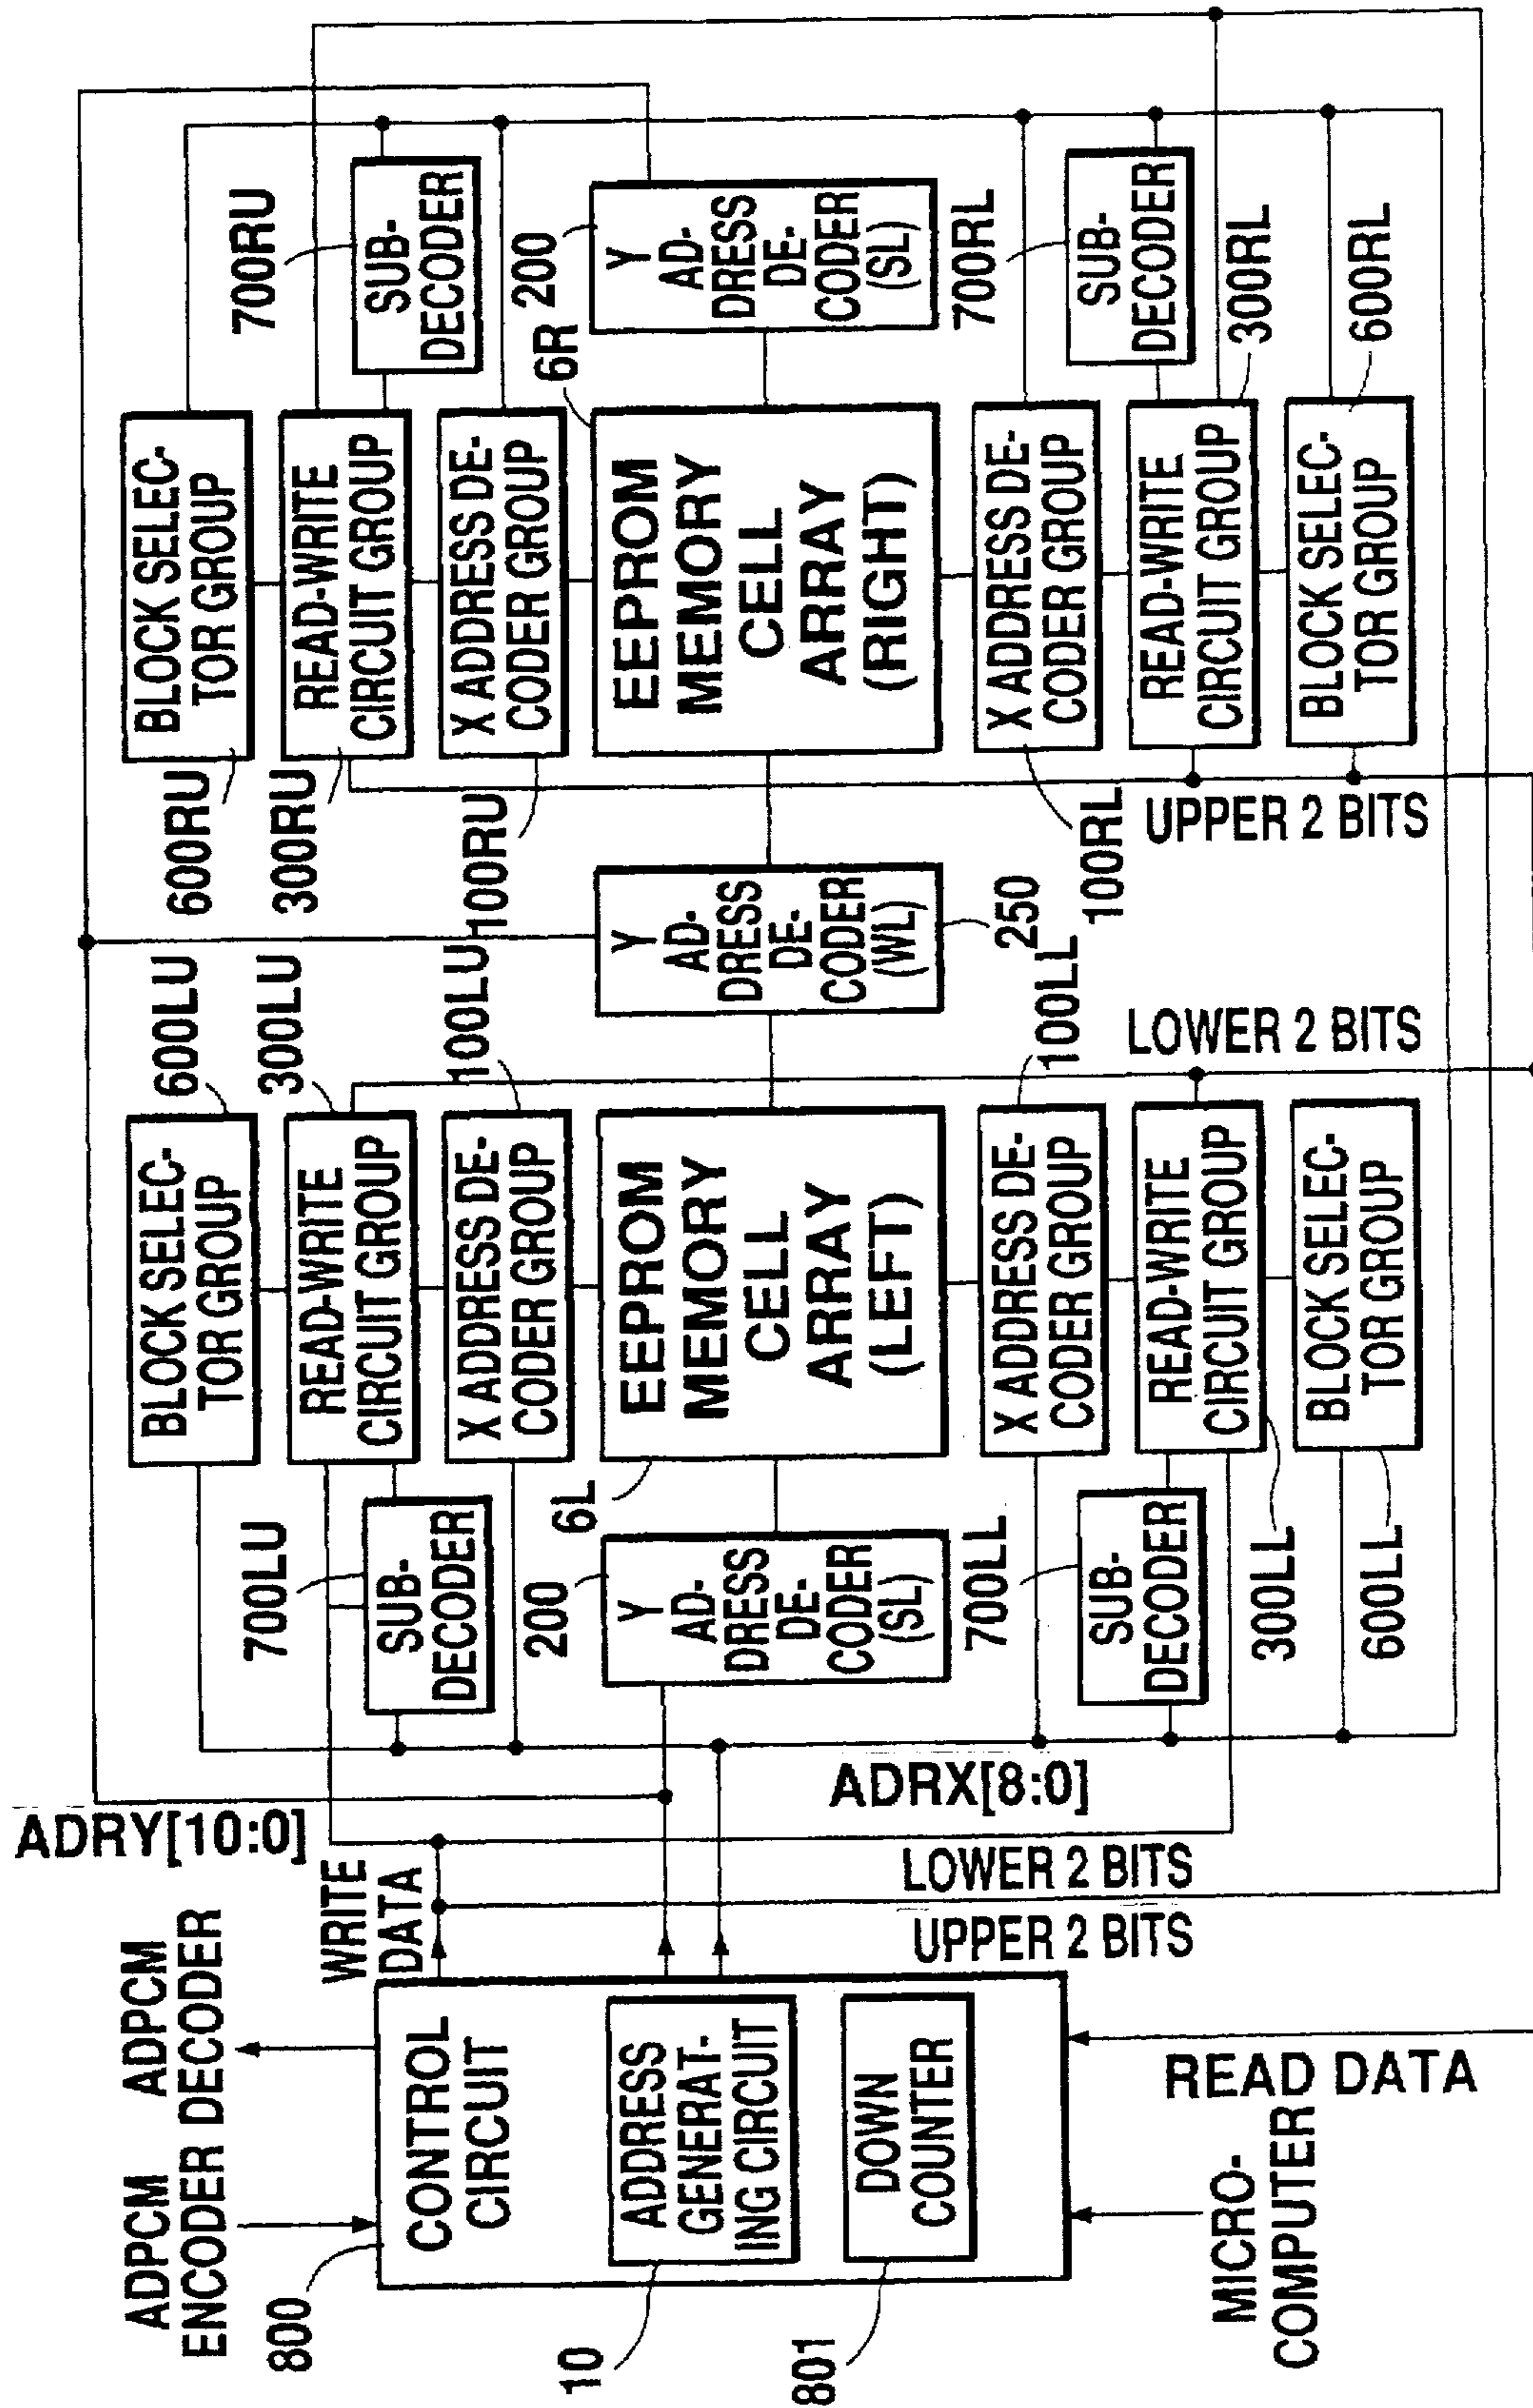 ADPCM
ENCODER
ADPCM
DECODER
800
CONTROL
CIRCUIT
10
ADDRESS
GENERAT-
ING CIRCUIT
801
DOWN
COUNTER
MICRO-
COMPUTER
READ DATA
WRITE
DATA
ADRY[10:0]
ADRX[8:0]
LOWER 2 BITS
UPPER 2 BITS
600LU
BLOCK SELEC-
TOR GROUP
300LU
READ-WRITE
CIRCUIT GROUP
700LU
SUB-
DECODER
100LU
X ADDRESS DE-
CODER GROUP
6L
EEPROM
MEMORY
CELL
ARRAY
(LEFT)
200
Y
AD-
DRESS
DE-
CODER
(SL)
100LL
X ADDRESS DE-
CODER GROUP
700LL
SUB-
DECODER
READ-WRITE
CIRCUIT GROUP
300LL
BLOCK SELEC-
TOR GROUP
600LL
LOWER 2 BITS
Y
AD-
DRESS
DE-
CODER
(WL)
250
600RU
BLOCK SELEC-
TOR GROUP
300RU
READ-WRITE
CIRCUIT GROUP
700RU
SUB-
DECODER
100RU
X ADDRESS DE-
CODER GROUP
6R
EEPROM
MEMORY
CELL
ARRAY
(RIGHT)
200
Y
AD-
DRESS
DE-
CODER
(SL)
100RL
X ADDRESS DE-
CODER GROUP
700RL
SUB-
DECODER
READ-WRITE
CIRCUIT GROUP
300RL
BLOCK SELEC-
TOR GROUP
600RL
UPPER 2 BITS